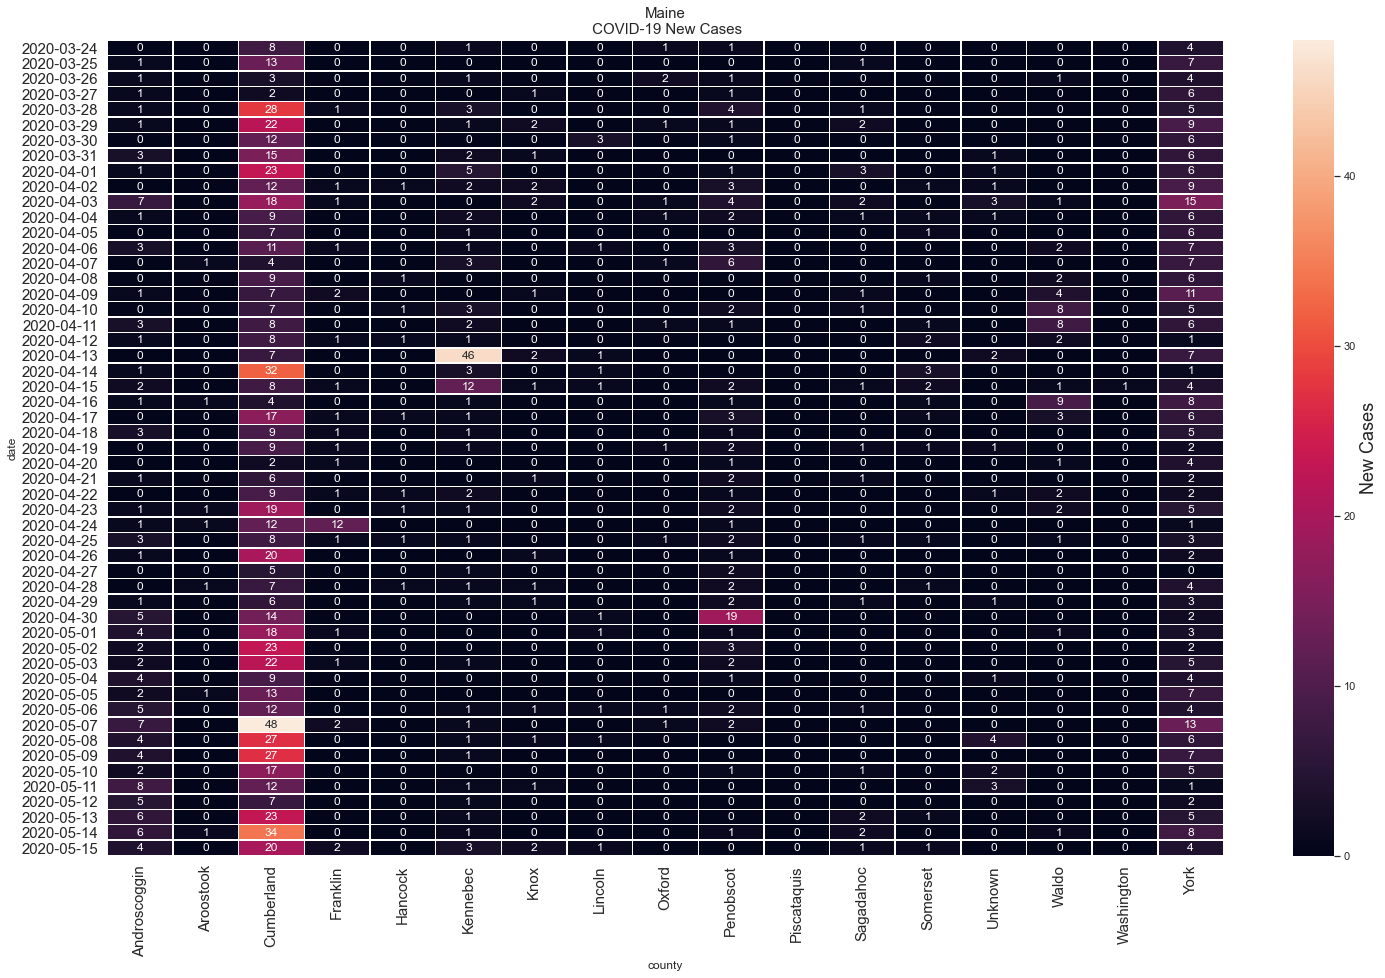 Maine
COVID-19 New Cases
2020-03-24 0 0 8 0 0 1 0 0 1 1 0 0 0 0 0 0 4
2020-03-25 1 0 13 0 0 0 0 0 0 0 0 1 0 0 0 0 7
2020-03-26 1 0 3 0 0 1 0 0 2 1 0 0 0 0 1 0 4
2020-03-27 1 0 2 0 0 0 1 0 0 1 0 0 0 0 0 0 6
2020-03-28 1 0 28 1 0 3 0 0 0 4 0 1 0 0 0 0 5
2020-03-29 1 0 22 0 0 1 2 0 1 1 0 2 0 0 0 0 9
2020-03-30 0 0 12 0 0 0 0 3 0 0 0 0 0 0 0 0 6
2020-03-31 3 0 15 0 0 2 1 0 0 0 0 0 0 1 0 0 6
2020-04-01 1 0 23 0 0 5 0 0 0 1 0 3 0 1 0 0 6
2020-04-02 0 0 12 1 1 2 2 0 0 3 0 0 1 1 0 0 9
2020-04-03 7 0 18 1 0 0 2 0 1 4 0 2 0 3 1 0 15
2020-04-04 1 0 9 0 0 2 0 0 1 2 0 1 1 1 0 0 6
2020-04-05 0 0 7 0 0 1 0 0 0 0 0 0 1 0 0 0 6
2020-04-06 3 0 11 1 0 1 0 1 0 3 0 0 0 0 2 0 7
2020-04-07 0 1 4 0 0 3 0 0 1 6 0 0 0 0 0 0 7
2020-04-08 0 0 9 0 1 0 0 0 0 0 0 0 1 0 2 0 6
2020-04-09 1 0 7 2 0 0 1 0 0 0 0 1 0 0 4 0 11
2020-04-10 0 0 7 0 1 3 0 0 0 2 0 1 0 0 8 0 5
2020-04-11 3 0 8 0 0 2 0 0 1 1 0 0 1 0 8 0 6
2020-04-12 1 0 8 1 1 1 0 0 0 0 0 0 2 0 2 0 1
2020-04-13 0 0 7 0 0 46 2 1 0 0 0 0 0 2 0 0 7
2020-04-14 1 0 32 0 0 3 0 1 0 0 0 0 3 0 0 0 1
2020-04-15 2 0 8 1 0 12 1 1 0 2 0 1 2 0 1 1 4
2020-04-16 1 1 4 0 0 1 0 0 0 1 0 0 1 0 9 0 8
2020-04-17 0 0 17 1 1 1 0 0 0 3 0 0 1 0 3 0 6
2020-04-18 3 0 9 1 0 1 0 0 0 1 0 0 0 0 0 0 5
2020-04-19 0 0 9 1 0 1 0 0 1 2 0 1 1 1 0 0 2
2020-04-20 0 0 2 1 0 0 0 0 0 1 0 0 0 0 1 0 4
2020-04-21 1 0 6 0 0 0 1 0 0 2 0 1 0 0 0 0 2
2020-04-22 0 0 9 1 1 2 0 0 0 1 0 0 0 1 2 0 2
2020-04-23 1 1 19 0 1 1 0 0 0 2 0 0 0 0 2 0 5
2020-04-24 1 1 12 12 0 0 0 0 0 1 0 0 0 0 0 0 1
2020-04-25 3 0 8 1 1 1 0 0 1 2 0 1 1 0 1 0 3
2020-04-26 1 0 20 0 0 0 1 0 0 1 0 0 0 0 0 0 2
2020-04-27 0 0 5 0 0 1 0 0 0 2 0 0 0 0 0 0 0
2020-04-28 0 1 7 0 1 1 1 0 0 2 0 0 1 0 0 0 4
2020-04-29 1 0 6 0 0 1 1 0 0 2 0 1 0 1 0 0 3
2020-04-30 5 0 14 0 0 0 0 1 0 19 0 0 0 0 0 0 2
2020-05-01 4 0 18 1 0 0 0 1 0 1 0 0 0 0 1 0 3
2020-05-02 2 0 23 0 0 0 0 0 0 3 0 0 0 0 0 0 2
2020-05-03 2 0 22 1 0 1 0 0 0 2 0 0 0 0 0 0 5
2020-05-04 4 0 9 0 0 0 0 0 0 1 0 0 0 1 0 0 4
2020-05-05 2 1 13 0 0 0 0 0 0 0 0 0 0 0 0 0 7
2020-05-06 5 0 12 0 0 1 1 1 1 2 0 1 0 0 0 0 4
2020-05-07 7 0 48 2 0 1 0 0 1 2 0 0 0 0 0 0 13
2020-05-08 4 0 27 0 0 1 1 1 0 0 0 0 0 4 0 0 6
2020-05-09 4 0 27 0 0 1 0 0 0 0 0 0 0 0 0 0 7
2020-05-10 2 0 17 0 0 0 0 0 0 1 0 1 0 2 0 0 5
2020-05-11 8 0 12 0 0 1 1 0 0 0 0 0 0 3 0 0 1
2020-05-12 5 0 7 0 0 1 0 0 0 0 0 0 0 0 0 0 2
2020-05-13 6 0 23 0 0 1 0 0 0 0 0 2 1 0 0 0 5
2020-05-14 6 1 34 0 0 1 0 0 0 1 0 2 0 0 1 0 8
2020-05-15 4 0 20 2 0 3 2 1 0 0 0 1 1 0 0 0 4
date
Androscoggin Aroostook Cumberland Franklin Hancock Kennebec Knox Lincoln Oxford Penobscot Piscataquis Sagadahoc Somerset Unknown Waldo Washington York
county
40
30
20
10
0
New Cases